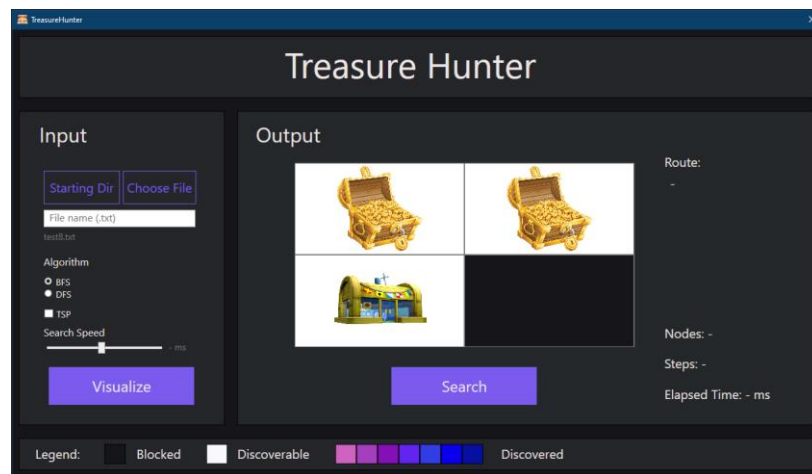 TreasureHunter
Treasure Hunter
Input
Starting Dir Choose File
File name (.txt)
test8.txt
Algorithm
BFS
DFS
TSP
Search Speed
- ms
Visualize
Output
Search
Route:
-
Nodes: -
Steps: -
Elapsed Time: - ms
Legend: Blocked Discoverable Discovered